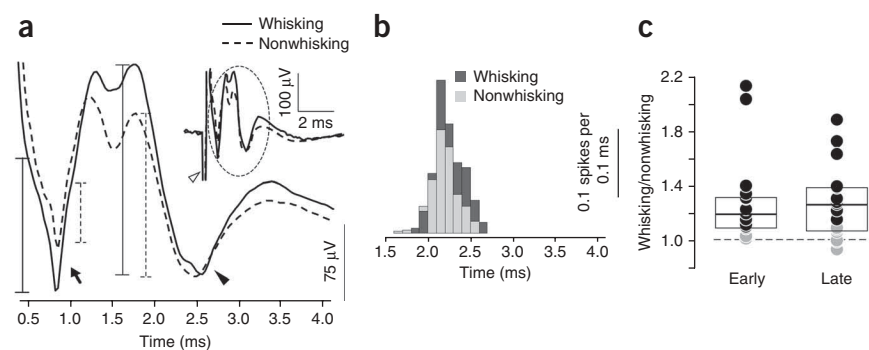 a
Whisking
Nonwhisking
100 µV
2 ms
75 µV
0.5 1.0 1.5 2.0 2.5 3.0 3.5 4.0
Time (ms)
b
Whisking
Nonwhisking
0.1 spikes per
0.1 ms
1.5 2.0 2.5 3.0 3.5 4.0
Time (ms)
c
Whisking/nonwhisking
2.2
1.8
1.4
1.0
Early Late